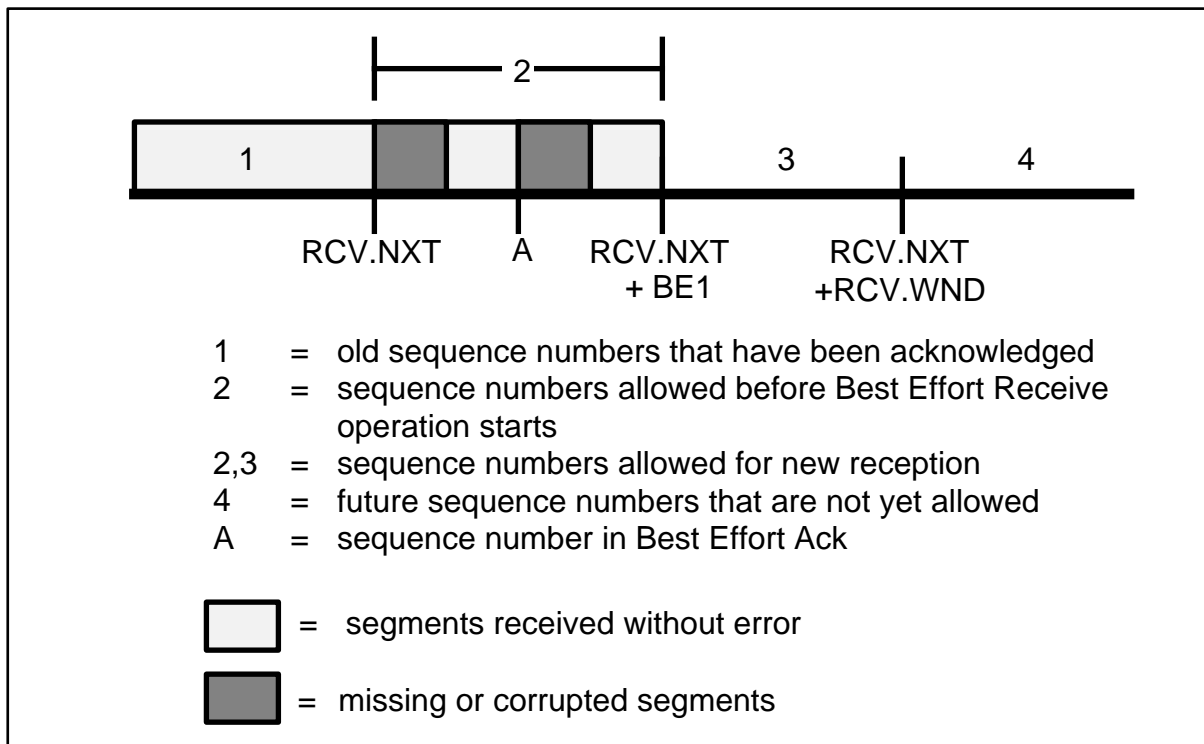 2
1
3
4
RCV.NXT
A
RCV.NXT
+ BE1
RCV.NXT
+RCV.WND
1 = old sequence numbers that have been acknowledged
2 = sequence numbers allowed before Best Effort Receive
operation starts
2,3 = sequence numbers allowed for new reception
4 = future sequence numbers that are not yet allowed
A = sequence number in Best Effort Ack
= segments received without error
= missing or corrupted segments